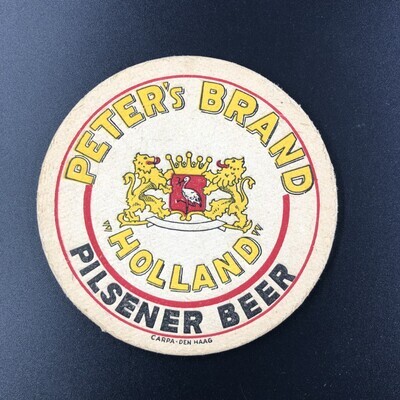 PETER'S BRAND
"HOLLAND"
PILSENER BEER
CARPA - DEN HAAG